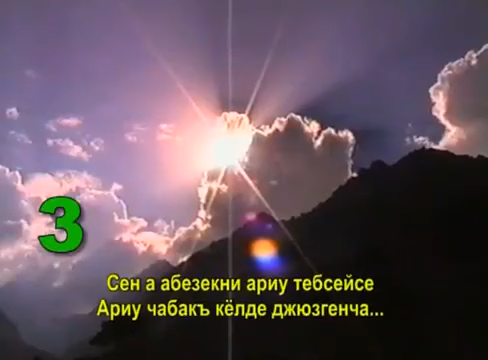 3
Сен а абезекни ариу тебсейсе
Ариу чабакъ кёлде джюзгенча...